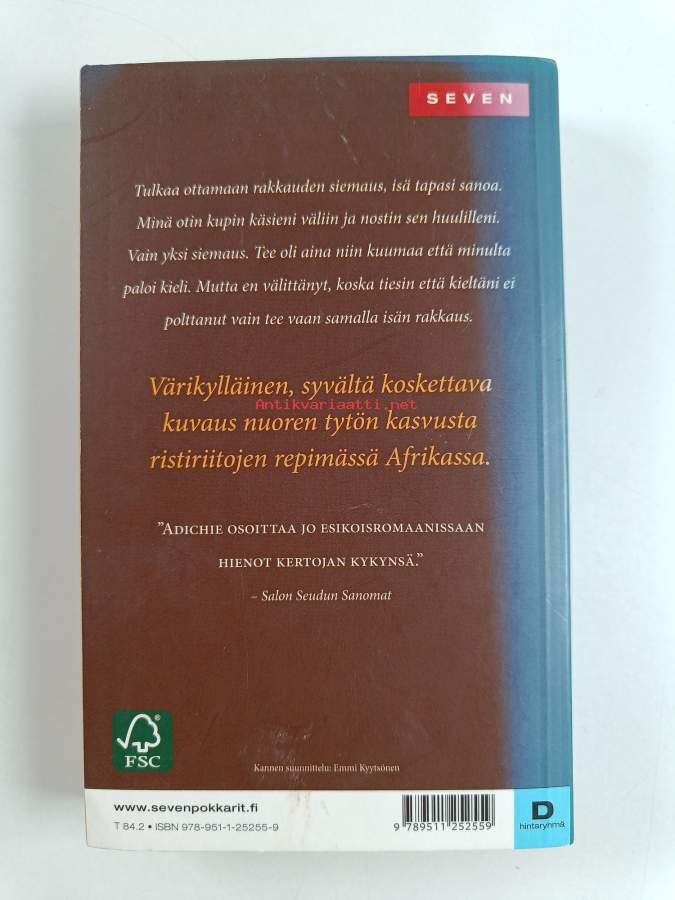 SEVEN
Tulkaa ottamaan rakkauden siemaus, isä tapasi sanoa.
Minä otin kupin käsieni väliin ja nostin sen huulilleni.
Vain yksi siemaus. Tee oli aina niin kuumaa että minulta
paloi kieli. Mutta en välittänyt, koska tiesin että kieltäni ei
polttanut vain tee vaan samalla isän rakkaus.
Värikylläinen, syvältä koskettava
Antikvariaatti.net
kuvaus nuoren tytön kasvusta
ristiriitojen repimässä Afrikassa.
”ADICHIE OSOITTAA JO ESIKOISROMAANISSAAN
HIENOT KERTOJAN KYKYNSÄ.”
– Salon Seudun Sanomat
FSC
Kannen suunnittelu: Emmi Kyytsönen
www.sevenpokkarit.fi
T 84.2 • ISBN 978-951-1-25255-9
9 789511 252559
D
hintaryhmä